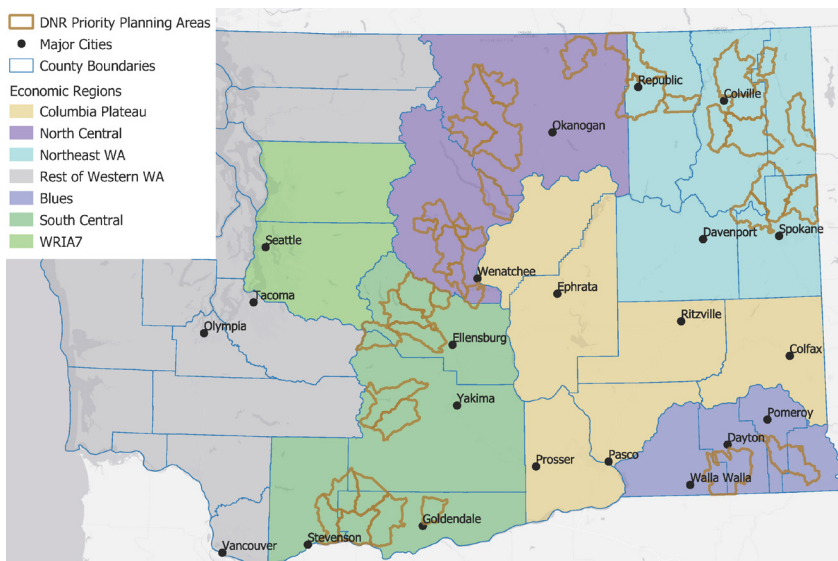 DNR Priority Planning Areas
Major Cities
County Boundaries
Economic Regions
Columbia Plateau
North Central
Northeast WA
Rest of Western WA
Blues
South Central
WRIA7
Republic
Colville
Okanogan
Seattle
Davenport
Spokane
Wenatchee
Ephrata
Tacoma
Ritzville
Olympia
Ellensburg
Colfax
Yakima
Pomeroy
Dayton
Prosser
Pasco
Walla Walla
Goldendale
Stevenson
Vancouver